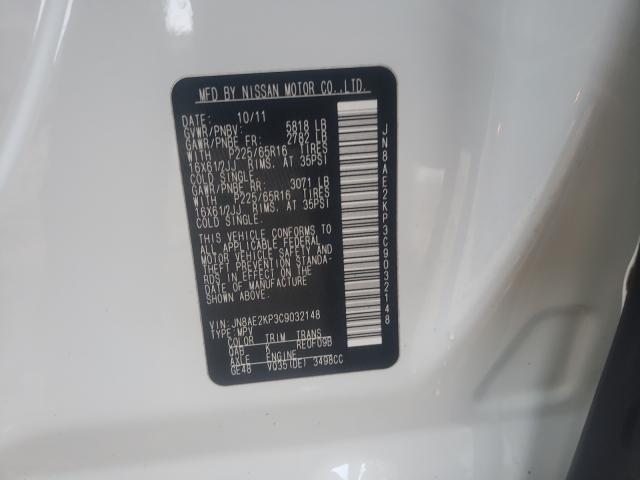 MFD BY NISSAN MOTOR CO.,LTD.
DATE: 10/11
GVWR/PNBV: 5818 LB
GAWR/PNBE FR: 2782 LB
WITH P225/65R16 TIRES
16X61/2JJ RIMS. AT 35PSI
COLD SINGLE.
GAWR/PNBE RR: 3071 LB
WITH P225/65R16 TIRES
16X61/2JJ RIMS. AT 35PSI
COLD SINGLE.
THIS VEHICLE CONFORMS TO
ALL APPLICABLE FEDERAL
MOTOR VEHICLE SAFETY AND
THEFT PREVENTION STANDA-
RDS IN EFFECT ON THE
DATE OF MANUFACTURE
VIN: JN8AE2KP3C9032148
TYPE: MPV
COLOR TRIM TRANS
QAB K RE0F09B
AXLE ENGINE
GE48 VQ35(DE) 3498CC
JN8AE2KP3C9032148